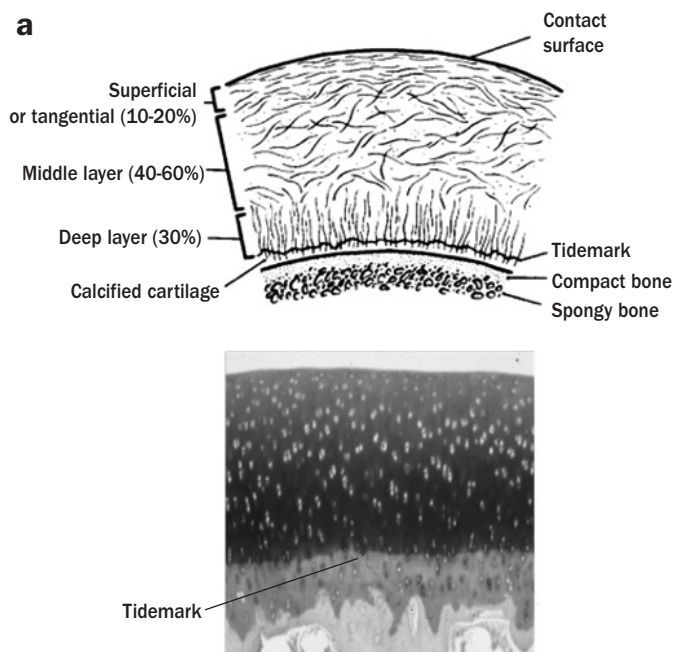 a
Contact
surface
Superficial
or tangential (10-20%)
Middle layer (40-60%)
Deep layer (30%)
Tidemark
Calcified cartilage
Compact bone
Spongy bone
Tidemark